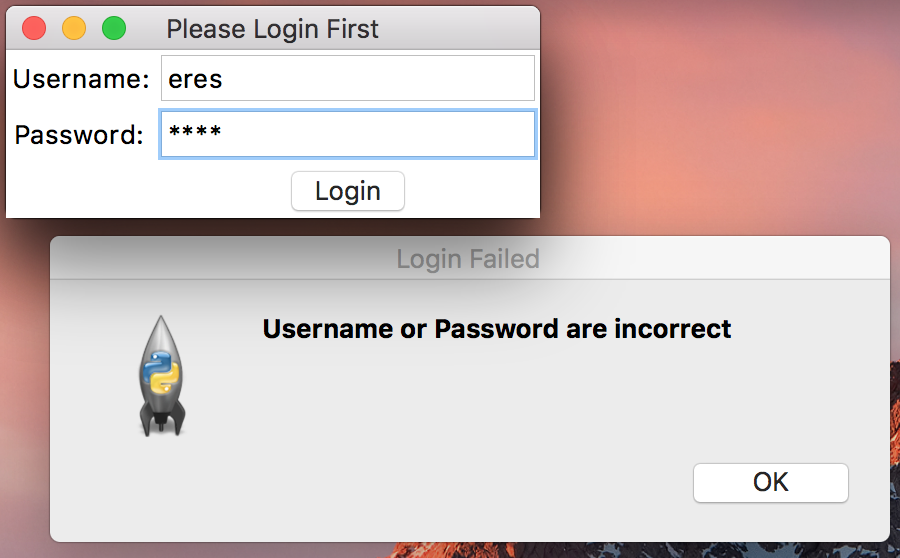 Please Login First
Username: eres
Password: ****
Login
Login Failed
Username or Password are incorrect
OK